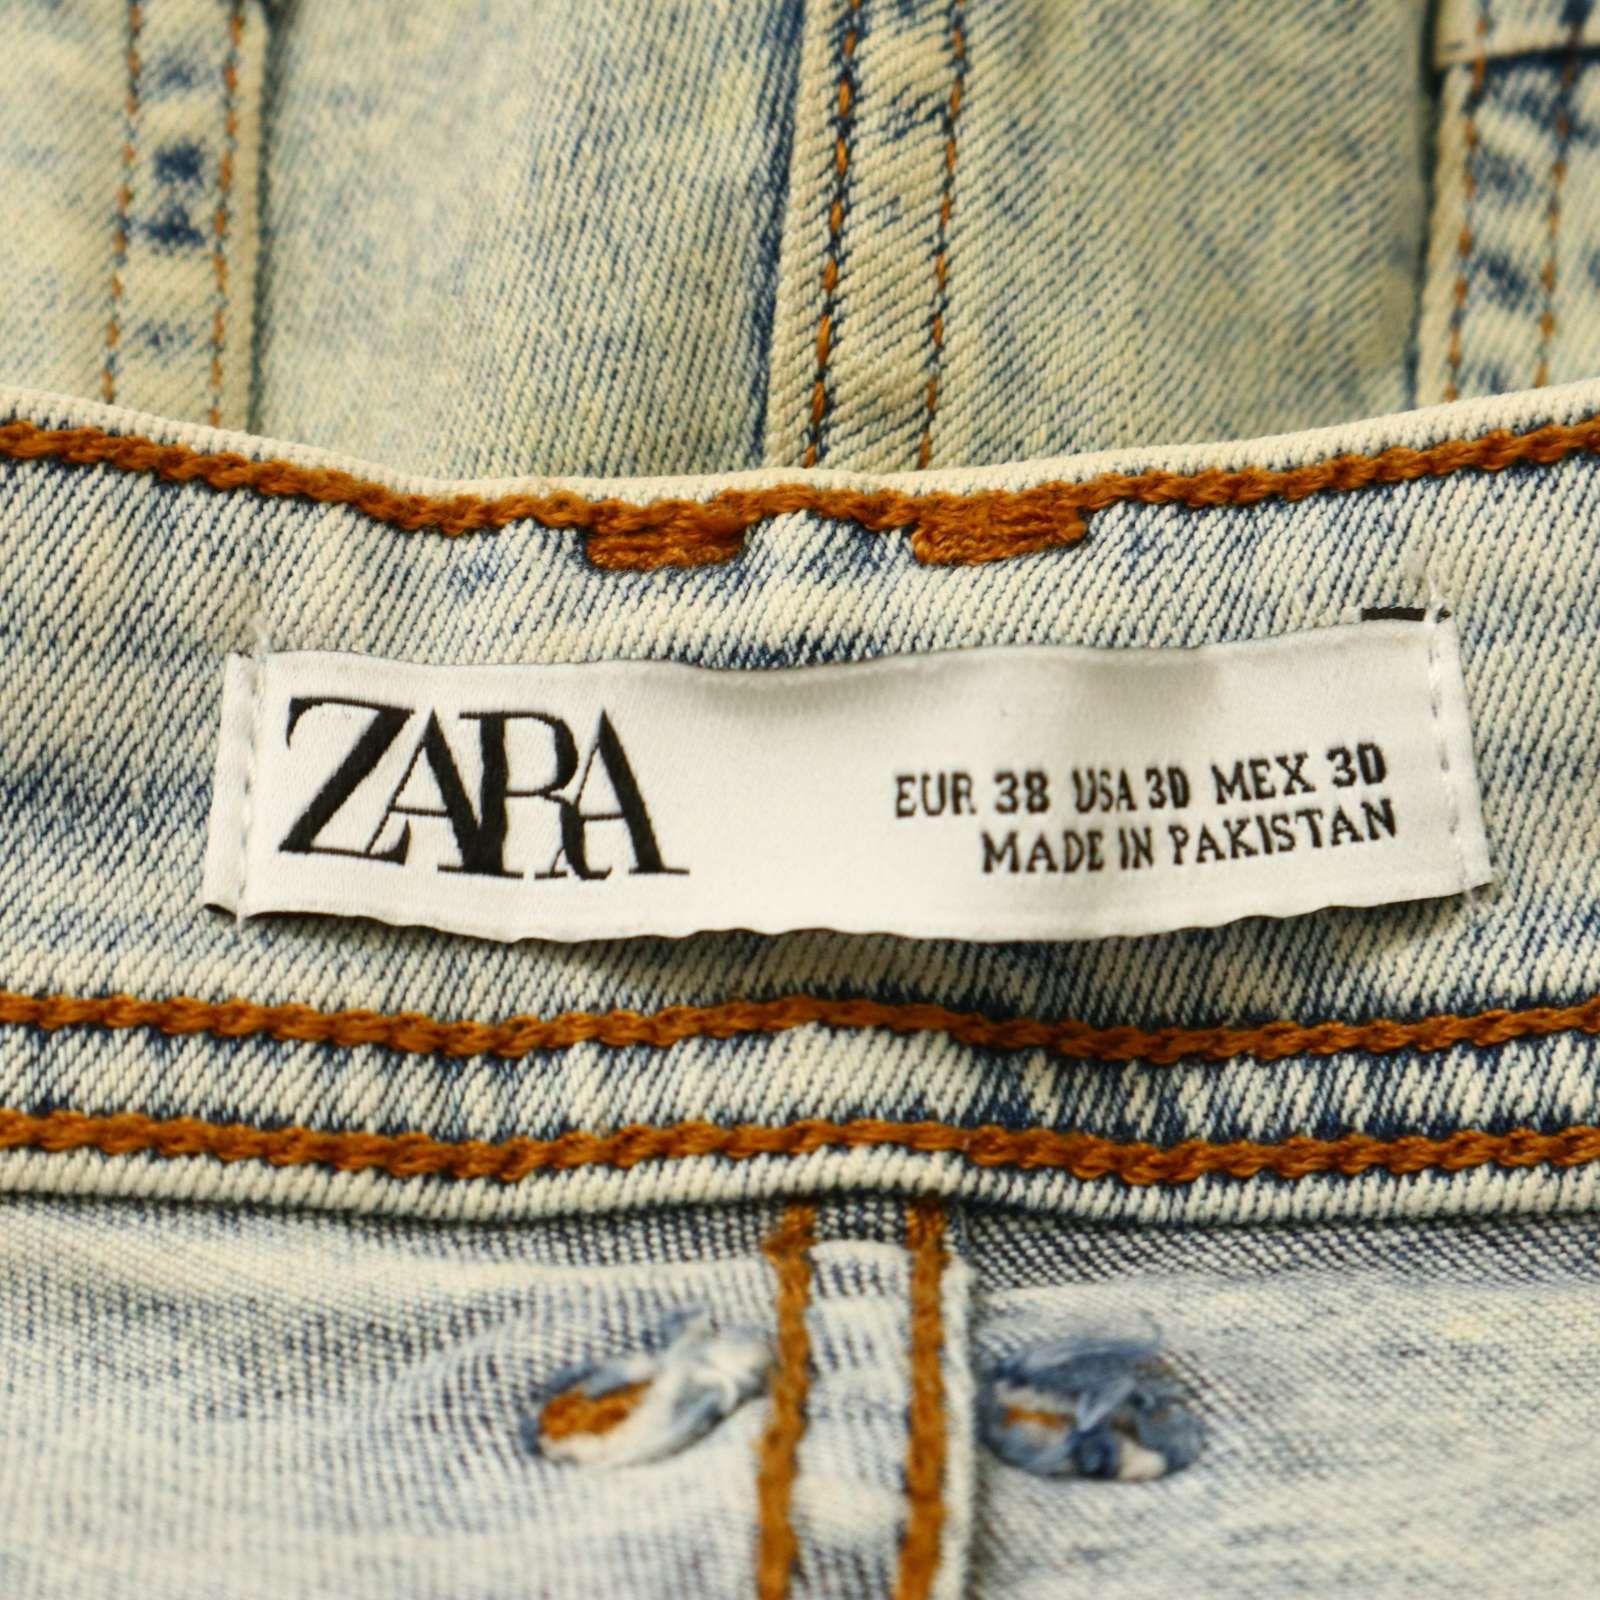 ZARA
EUR 38 USA 30 MEX 30
MADE IN PAKISTAN